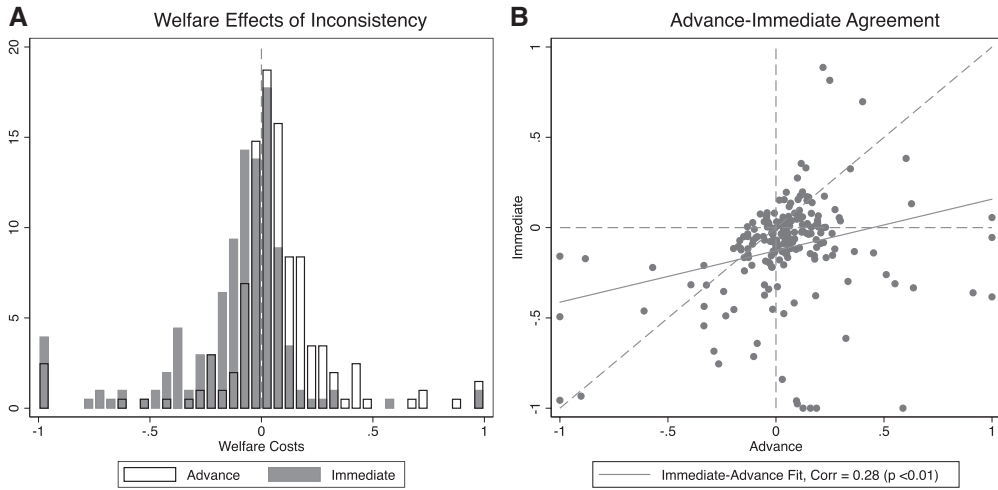 A
Welfare Effects of Inconsistency
20
15
10
5
0
-1
-.5
0
.5
1
Welfare Costs
Advance
Immediate
B
Advance-Immediate Agreement
1
.5
0
-.5
-1
Immediate
-1
-.5
0
.5
1
Advance
Immediate-Advance Fit, Corr = 0.28 (p <0.01)